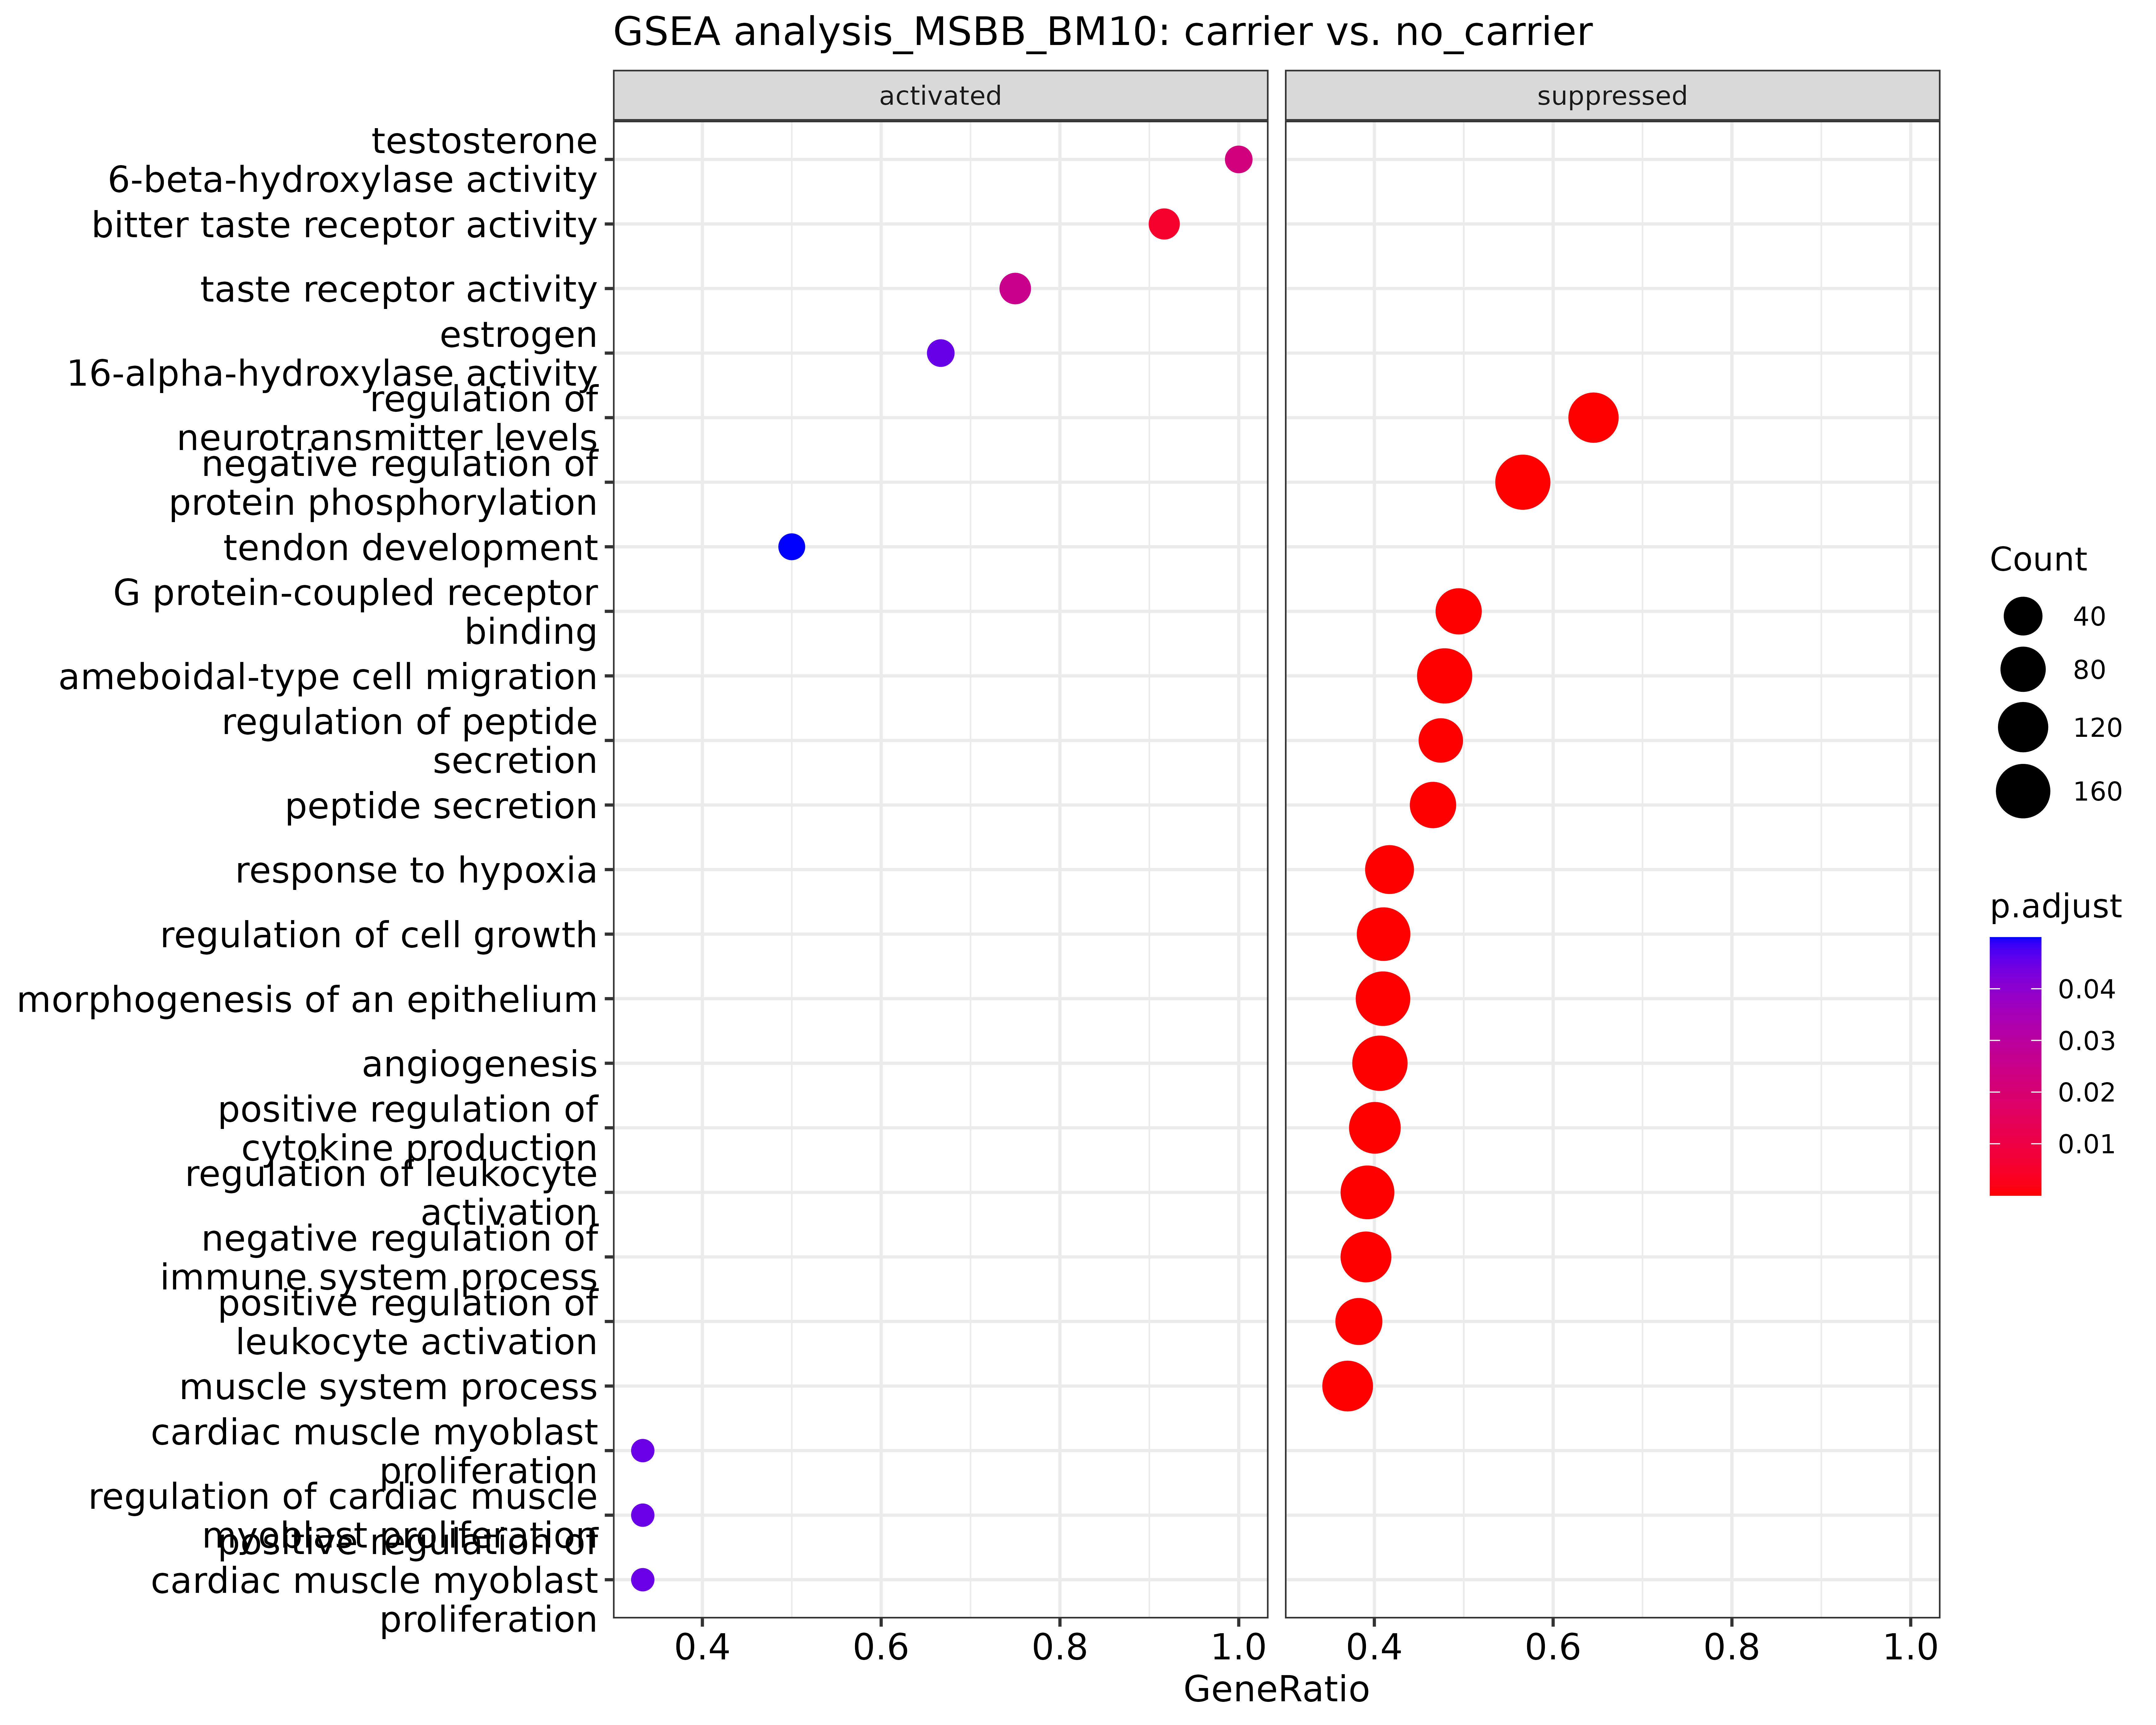 GSEA analysis_MSBB_BM10: carrier vs. no_carrier
activated
suppressed
testosterone
6-beta-hydroxylase activity
bitter taste receptor activity
taste receptor activity
estrogen
16-alpha-hydroxylase activity
regulation of
neurotransmitter levels
negative regulation of
protein phosphorylation
tendon development
G protein-coupled receptor
binding
ameboidal-type cell migration
regulation of peptide
secretion
peptide secretion
response to hypoxia
regulation of cell growth
morphogenesis of an epithelium
angiogenesis
positive regulation of
cytokine production
regulation of leukocyte
activation
negative regulation of
immune system process
positive regulation of
leukocyte activation
muscle system process
cardiac muscle myoblast
proliferation
regulation of cardiac muscle
myoblast proliferation
positive regulation of
cardiac muscle myoblast
proliferation
0.4 0.6 0.8 1.0
0.4 0.6 0.8 1.0
GeneRatio
Count
40
80
120
160
p.adjust
0.04
0.03
0.02
0.01